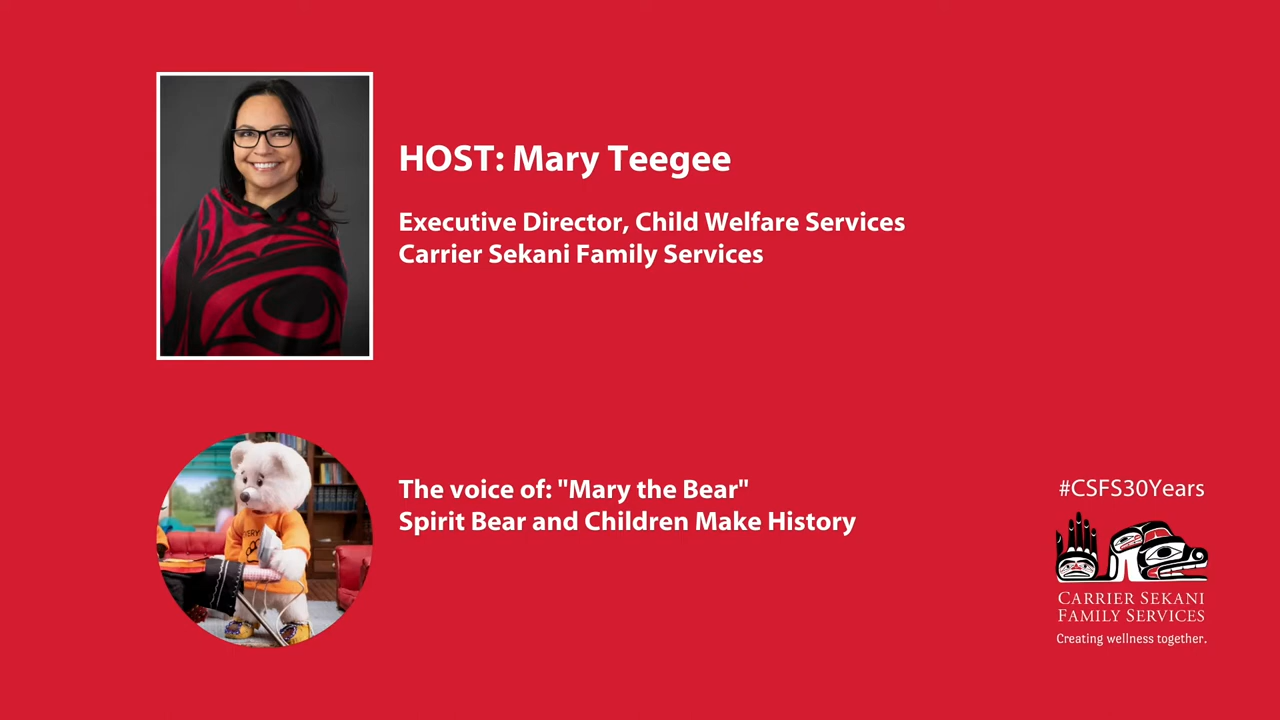 HOST: Mary Teegee
Executive Director, Child Welfare Services
Carrier Sekani Family Services
The voice of: "Mary the Bear"
Spirit Bear and Children Make History
#CSFS30Years
CARRIER SEKANI
FAMILY SERVICES
Creating wellness together.